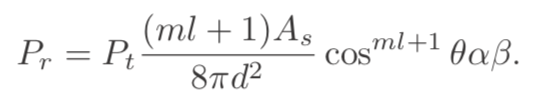 P_r = P_t \frac{(ml + 1)A_s}{8\pi d^2} \cos^{ml+1} \theta\alpha\beta.